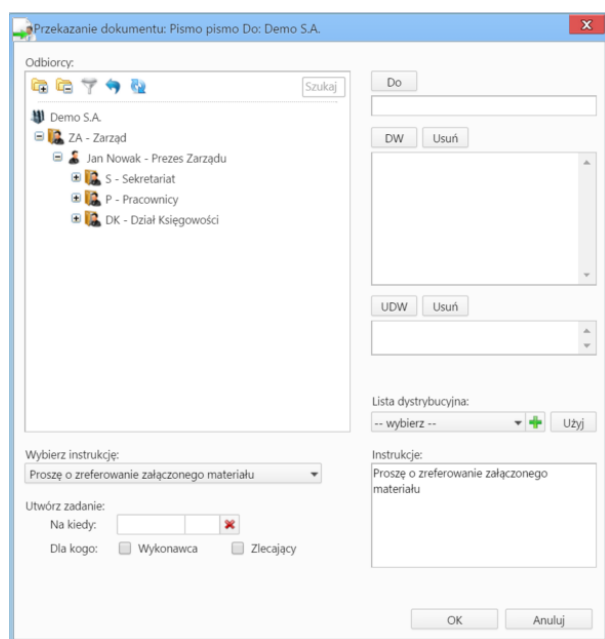 Przekazanie dokumentu: Pismo pismo Do: Demo S.A.
Odbiorcy:
Szukaj
Demo S.A.
ZA - Zarząd
Jan Nowak - Prezes Zarządu
S - Sekretariat
P - Pracownicy
DK - Dział Księgowości
Do
DW Usuń
UDW Usuń
Lista dystrybucyjna:
-- wybierz -- Użyj
Wybierz instrukcję:
Proszę o zreferowanie załączonego materiału
Utwórz zadanie:
Na kiedy:
Dla kogo: Wykonawca Zlecający
Instrukcje:
Proszę o zreferowanie załączonego
materiału
OK Anuluj